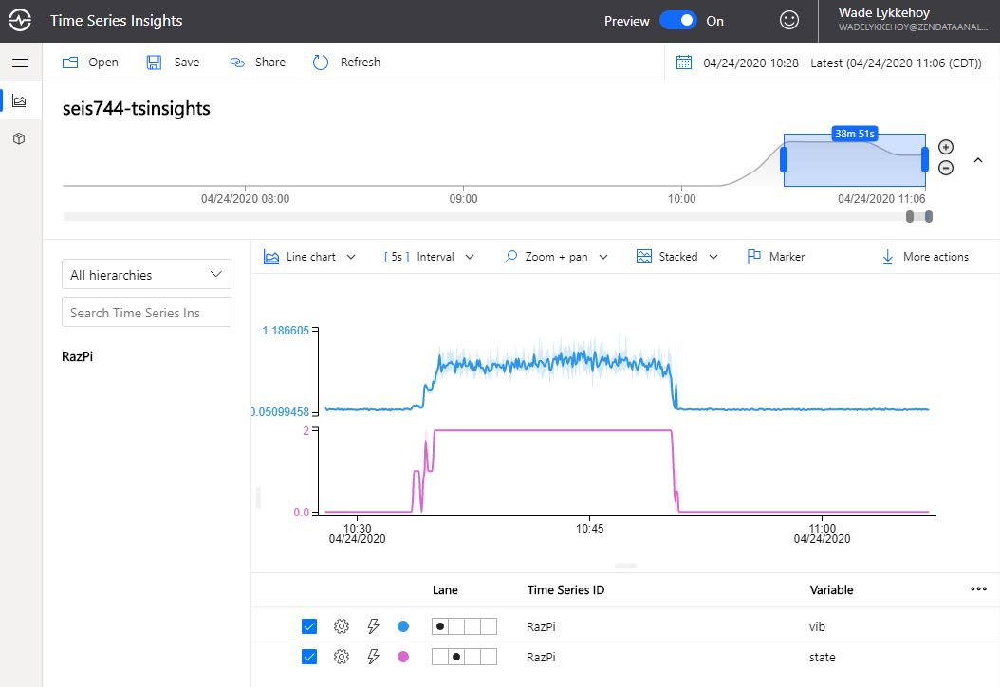 Time Series Insights
Preview On
Wade Lykkehoy
WADELYKKEHOY@ZENDATAANAL...
Open Save Share Refresh
04/24/2020 10:28 - Latest (04/24/2020 11:06 (CDT))
seis744-tsinsights
38m 51s
04/24/2020 08:00 09:00 10:00 04/24/2020 11:06
Line chart [ 5s ] Interval Zoom + pan Stacked Marker More actions
All hierarchies
Search Time Series Ins
RazPi
1.186605
0.05099458
2
0.0
10:30 10:45 11:00
04/24/2020 04/24/2020
Lane Time Series ID Variable
RazPi vib
RazPi state